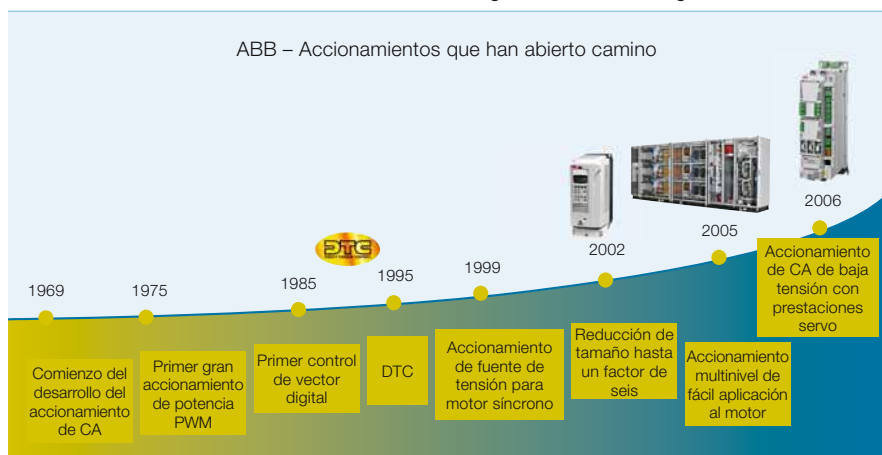 ABB – Accionamientos que han abierto camino
1969
Comienzo del
desarrollo del
accionamiento
de CA
1975
Primer gran
accionamiento
de potencia
PWM
1985
Primer control
de vector
digital
DTC
1995
DTC
1999
Accionamiento
de fuente de
tensión para
motor síncrono
2002
Reducción de
tamaño hasta
un factor de
seis
2005
Accionamiento
multinivel de
fácil aplicación
al motor
2006
Accionamiento
de CA de baja
tensión con
prestaciones
servo